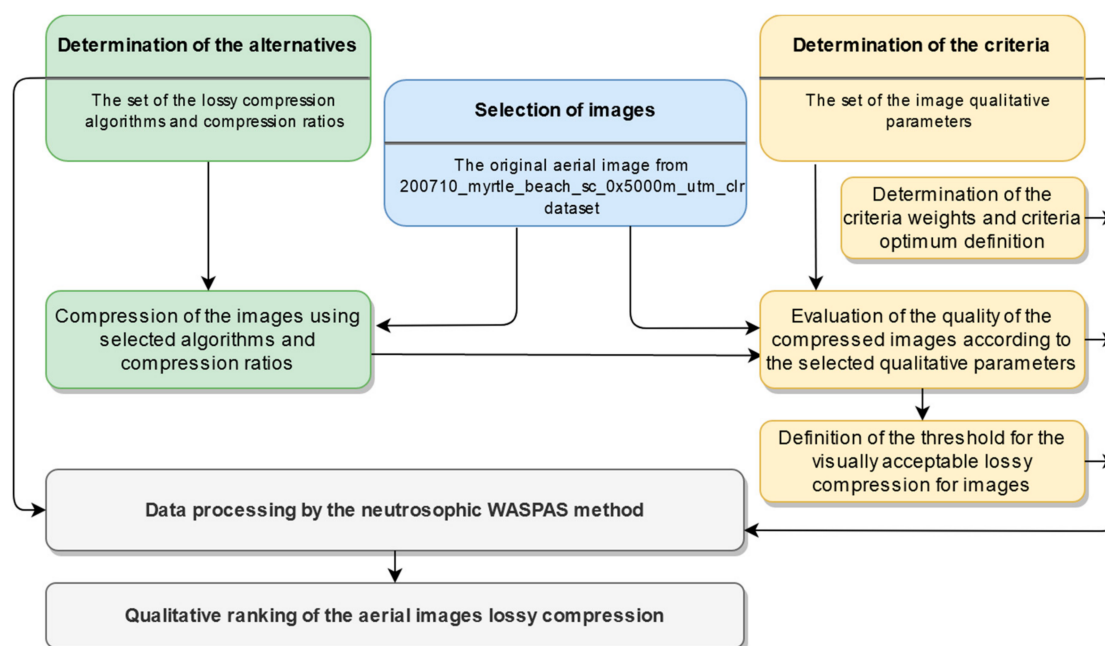 Determination of the alternatives
The set of the lossy compression
algorithms and compression ratios
Selection of images
The original aerial image from
200710_myrtle_beach_sc_0x5000m_utm_clr
dataset
Determination of the criteria
The set of the image qualitative
parameters
Determination of the
criteria weights and criteria
optimum definition
Compression of the images using
selected algorithms and
compression ratios
Evaluation of the quality of the
compressed images according to
the selected qualitative parameters
Definition of the threshold for the
visually acceptable lossy
compression for images
Data processing by the neutrosophic WASPAS method
Qualitative ranking of the aerial images lossy compression